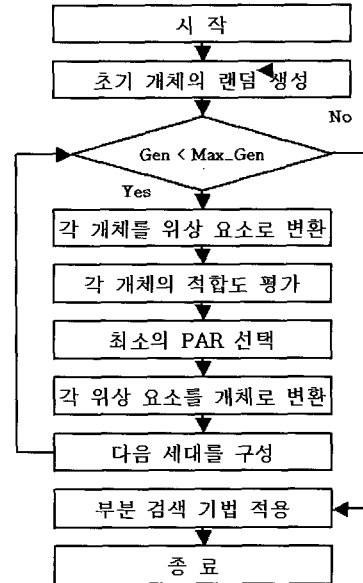 시 작
초기 개체의 랜덤 생성
No
Gen < Max_Gen
Yes
각 개체를 위상 요소로 변환
각 개체의 적합도 평가
최소의 PAR 선택
각 위상 요소를 개체로 변환
다음 세대를 구성
부분 검색 기법 적용
종 료